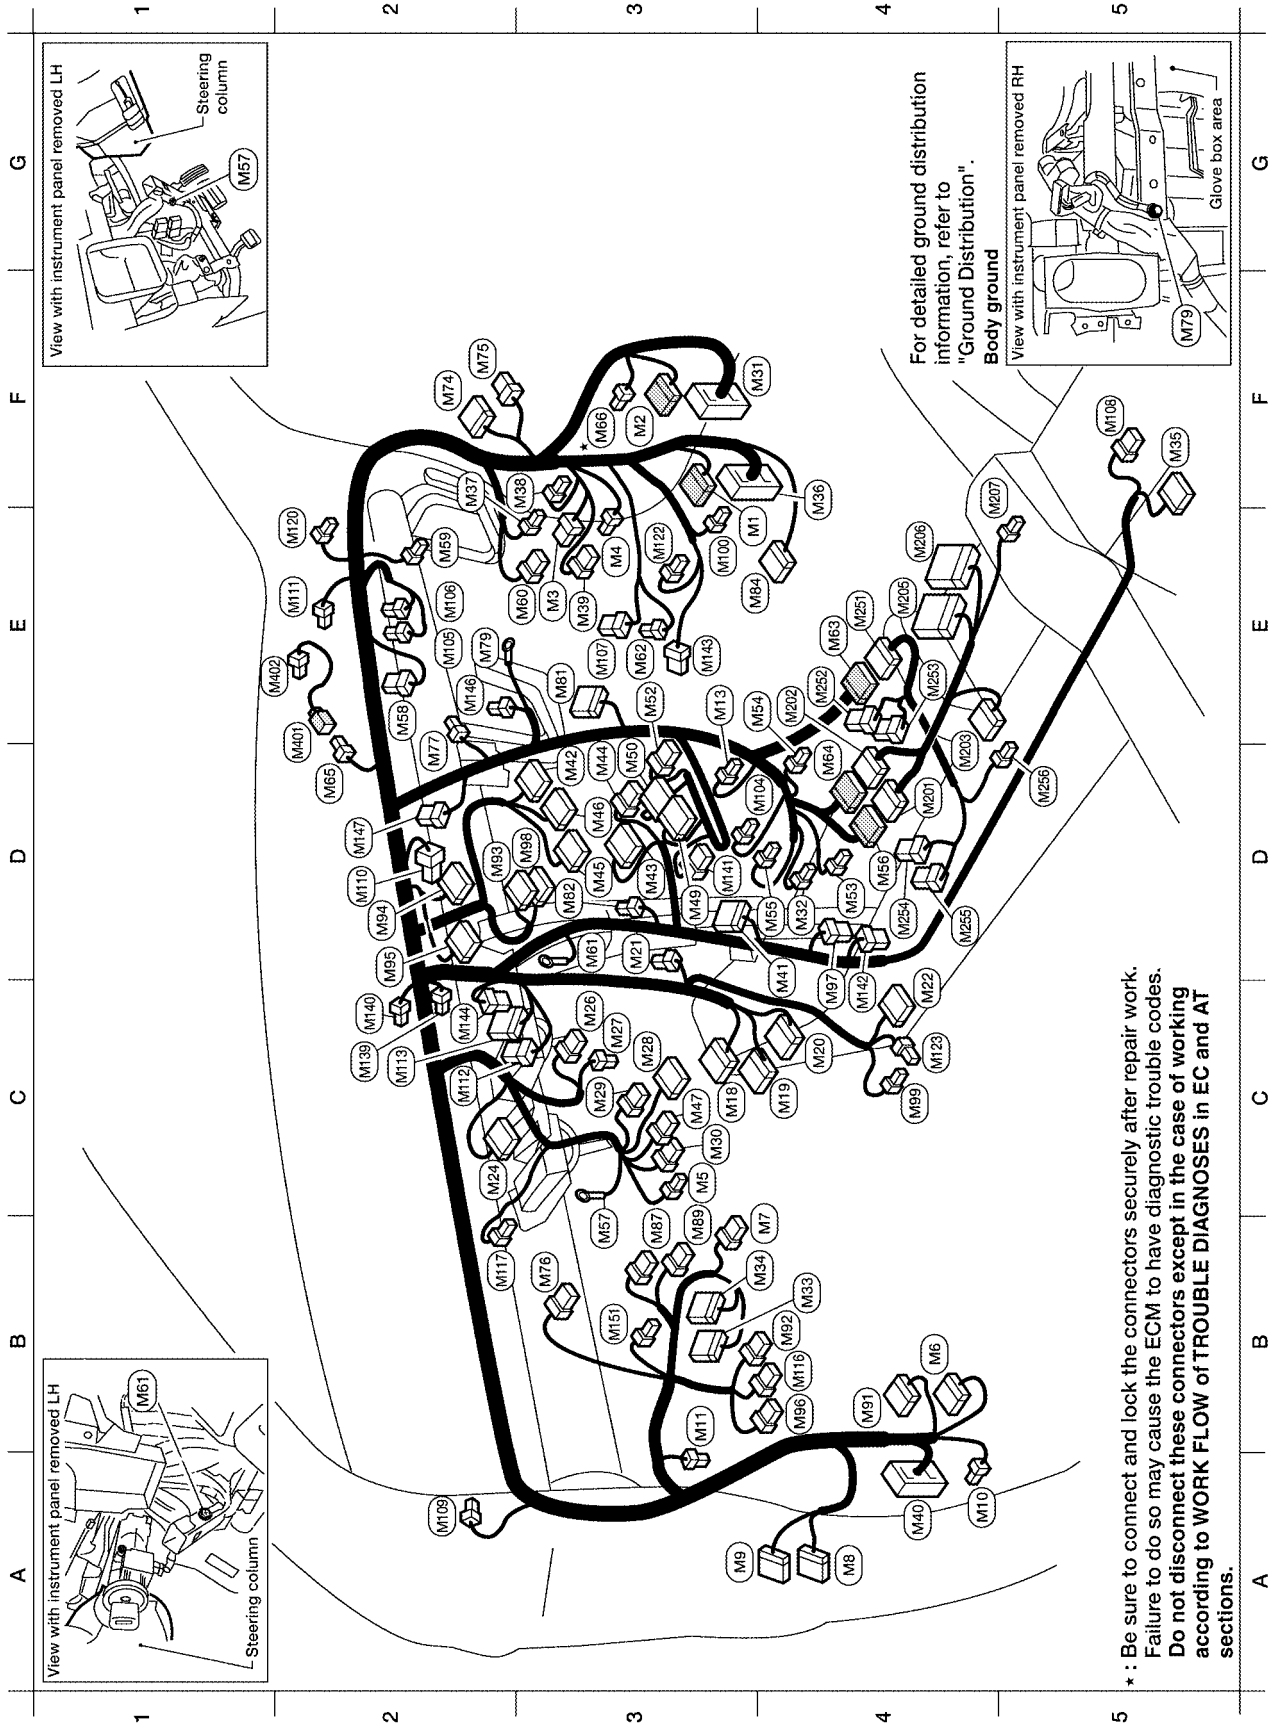 1
2
3
4
5
G
F
E
D
C
B
A
View with instrument panel removed LH
Steering column
M61
View with instrument panel removed LH
Steering
column
M57
View with instrument panel removed RH
Glove box area
M79
For detailed ground distribution
information, refer to
"Ground Distribution".
Body ground
M109
M9
M8
M40
M10
M11
M91
M6
M96
M116
M92
M151
M76
M33
M34
M7
M89
M87
M117
M57
M5
M30
M47
M28
M29
M27
M26
M24
M112
M113
M144
M139
M140
M18
M19
M20
M99
M123
M22
M21
M61
M95
M94
M110
M147
M93
M98
M82
M45
M46
M43
M42
M44
M50
M52
M49
M141
M41
M97
M142
M55
M32
M53
M56
M104
M13
M54
M64
M202
M201
M254
M255
M256
M203
M253
M252
M63
M251
M205
M206
M207
M77
M146
M79
M81
M65
M401
M402
M58
M105
M106
M111
M120
M59
M60
M3
M39
M4
M107
M62
M143
M122
M100
M84
M1
M36
M37
M38
M74
M75
M66
★
M2
M31
M108
M35
★ : Be sure to connect and lock the connectors securely after repair work.
Failure to do so may cause the ECM to have diagnostic trouble codes.
Do not disconnect these connectors except in the case of working
according to WORK FLOW of TROUBLE DIAGNOSES in EC and AT
sections.
1
2
3
4
5
G
F
E
D
C
B
A